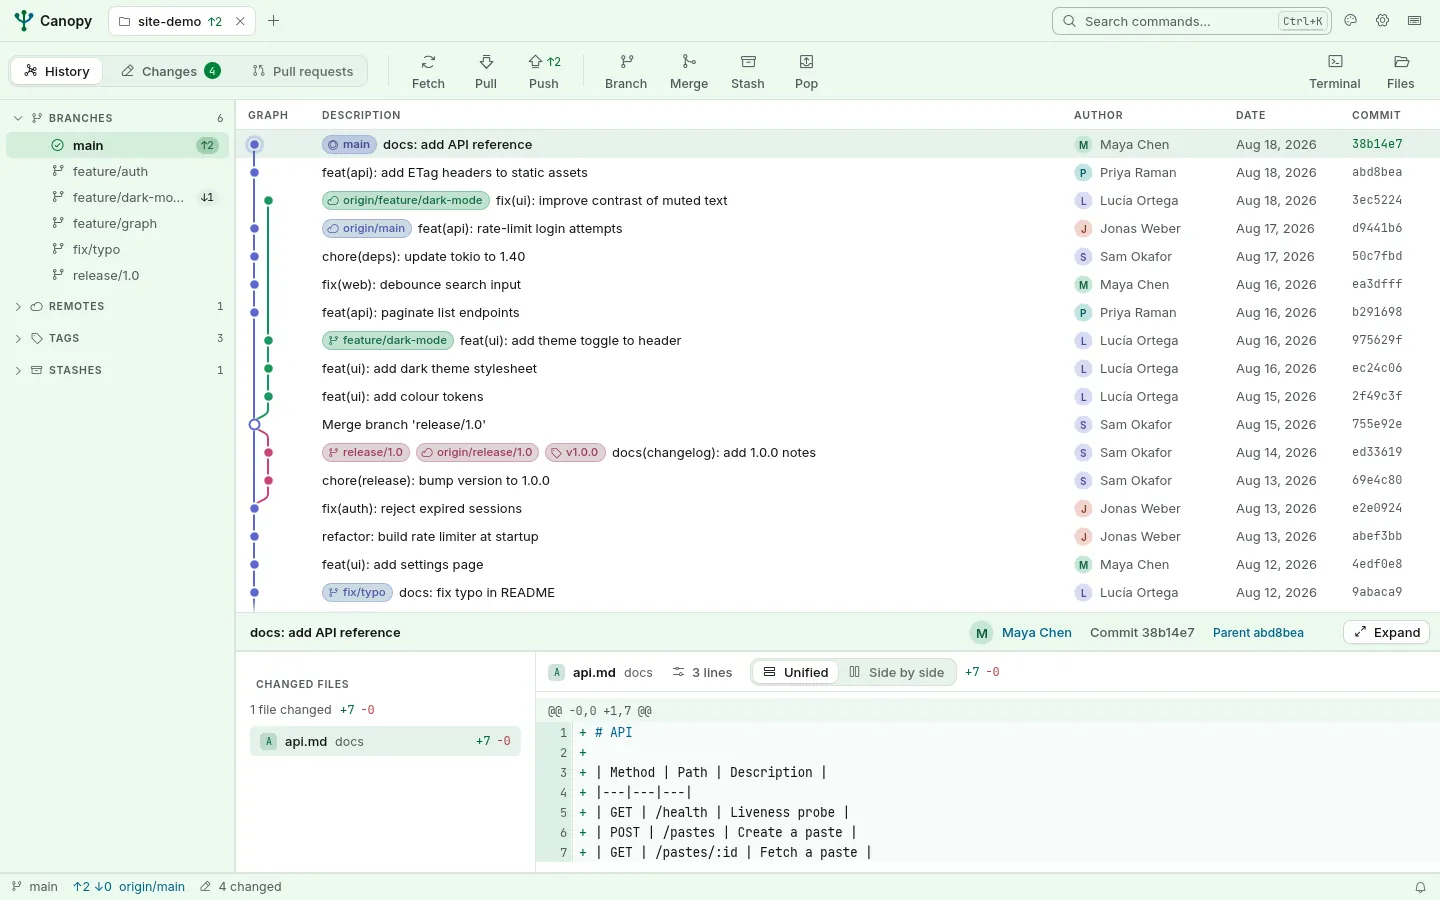 Canopy site-demo ↑2 Search commands... Ctrl+K
History Changes 4 Pull requests Fetch Pull Push ↑2 Branch Merge Stash Pop Terminal Files
BRANCHES 6
main ↑2
feature/auth
feature/dark-mo... ↓1
feature/graph
fix/typo
release/1.0
REMOTES 1
TAGS 3
STASHES 1
GRAPH DESCRIPTION AUTHOR DATE COMMIT
main docs: add API reference M Maya Chen Aug 18, 2026 38b14e7
feat(api): add ETag headers to static assets P Priya Raman Aug 18, 2026 abd8bea
origin/feature/dark-mode fix(ui): improve contrast of muted text L Lucía Ortega Aug 18, 2026 3ec5224
origin/main feat(api): rate-limit login attempts J Jonas Weber Aug 17, 2026 d9441b6
chore(deps): update tokio to 1.40 S Sam Okafor Aug 17, 2026 50c7fbd
fix(web): debounce search input M Maya Chen Aug 16, 2026 ea3dfff
feat(api): paginate list endpoints P Priya Raman Aug 16, 2026 b291698
feature/dark-mode feat(ui): add theme toggle to header L Lucía Ortega Aug 16, 2026 975629f
feat(ui): add dark theme stylesheet L Lucía Ortega Aug 16, 2026 ec24c06
feat(ui): add colour tokens L Lucía Ortega Aug 15, 2026 2f49c3f
Merge branch 'release/1.0' S Sam Okafor Aug 15, 2026 755e92e
release/1.0 origin/release/1.0 v1.0.0 docs(changelog): add 1.0.0 notes S Sam Okafor Aug 14, 2026 ed33619
chore(release): bump version to 1.0.0 S Sam Okafor Aug 13, 2026 69e4c80
fix(auth): reject expired sessions J Jonas Weber Aug 13, 2026 e2e0924
refactor: build rate limiter at startup J Jonas Weber Aug 13, 2026 abef3bb
feat(ui): add settings page M Maya Chen Aug 12, 2026 4edf0e8
fix/typo docs: fix typo in README L Lucía Ortega Aug 12, 2026 9abaca9
docs: add API reference M Maya Chen Commit 38b14e7 Parent abd8bea Expand
CHANGED FILES
1 file changed +7 -0
A api.md docs +7 -0
A api.md docs 3 lines Unified Side by side +7 -0
@@ -0,0 +1,7 @@
1 + # API
2 +
3 + | Method | Path | Description |
4 + |---|---|---|
5 + | GET | /health | Liveness probe |
6 + | POST | /pastes | Create a paste |
7 + | GET | /pastes/:id | Fetch a paste |
main ↑2 ↓0 origin/main 4 changed